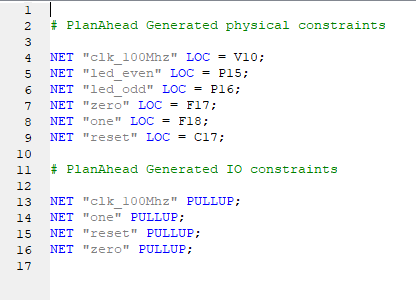 1
2 # PlanAhead Generated physical constraints
3
4 NET "clk_100Mhz" LOC = V10;
5 NET "led_even" LOC = P15;
6 NET "led_odd" LOC = P16;
7 NET "zero" LOC = F17;
8 NET "one" LOC = F18;
9 NET "reset" LOC = C17;
10
11 # PlanAhead Generated IO constraints
12
13 NET "clk_100Mhz" PULLUP;
14 NET "one" PULLUP;
15 NET "reset" PULLUP;
16 NET "zero" PULLUP;
17